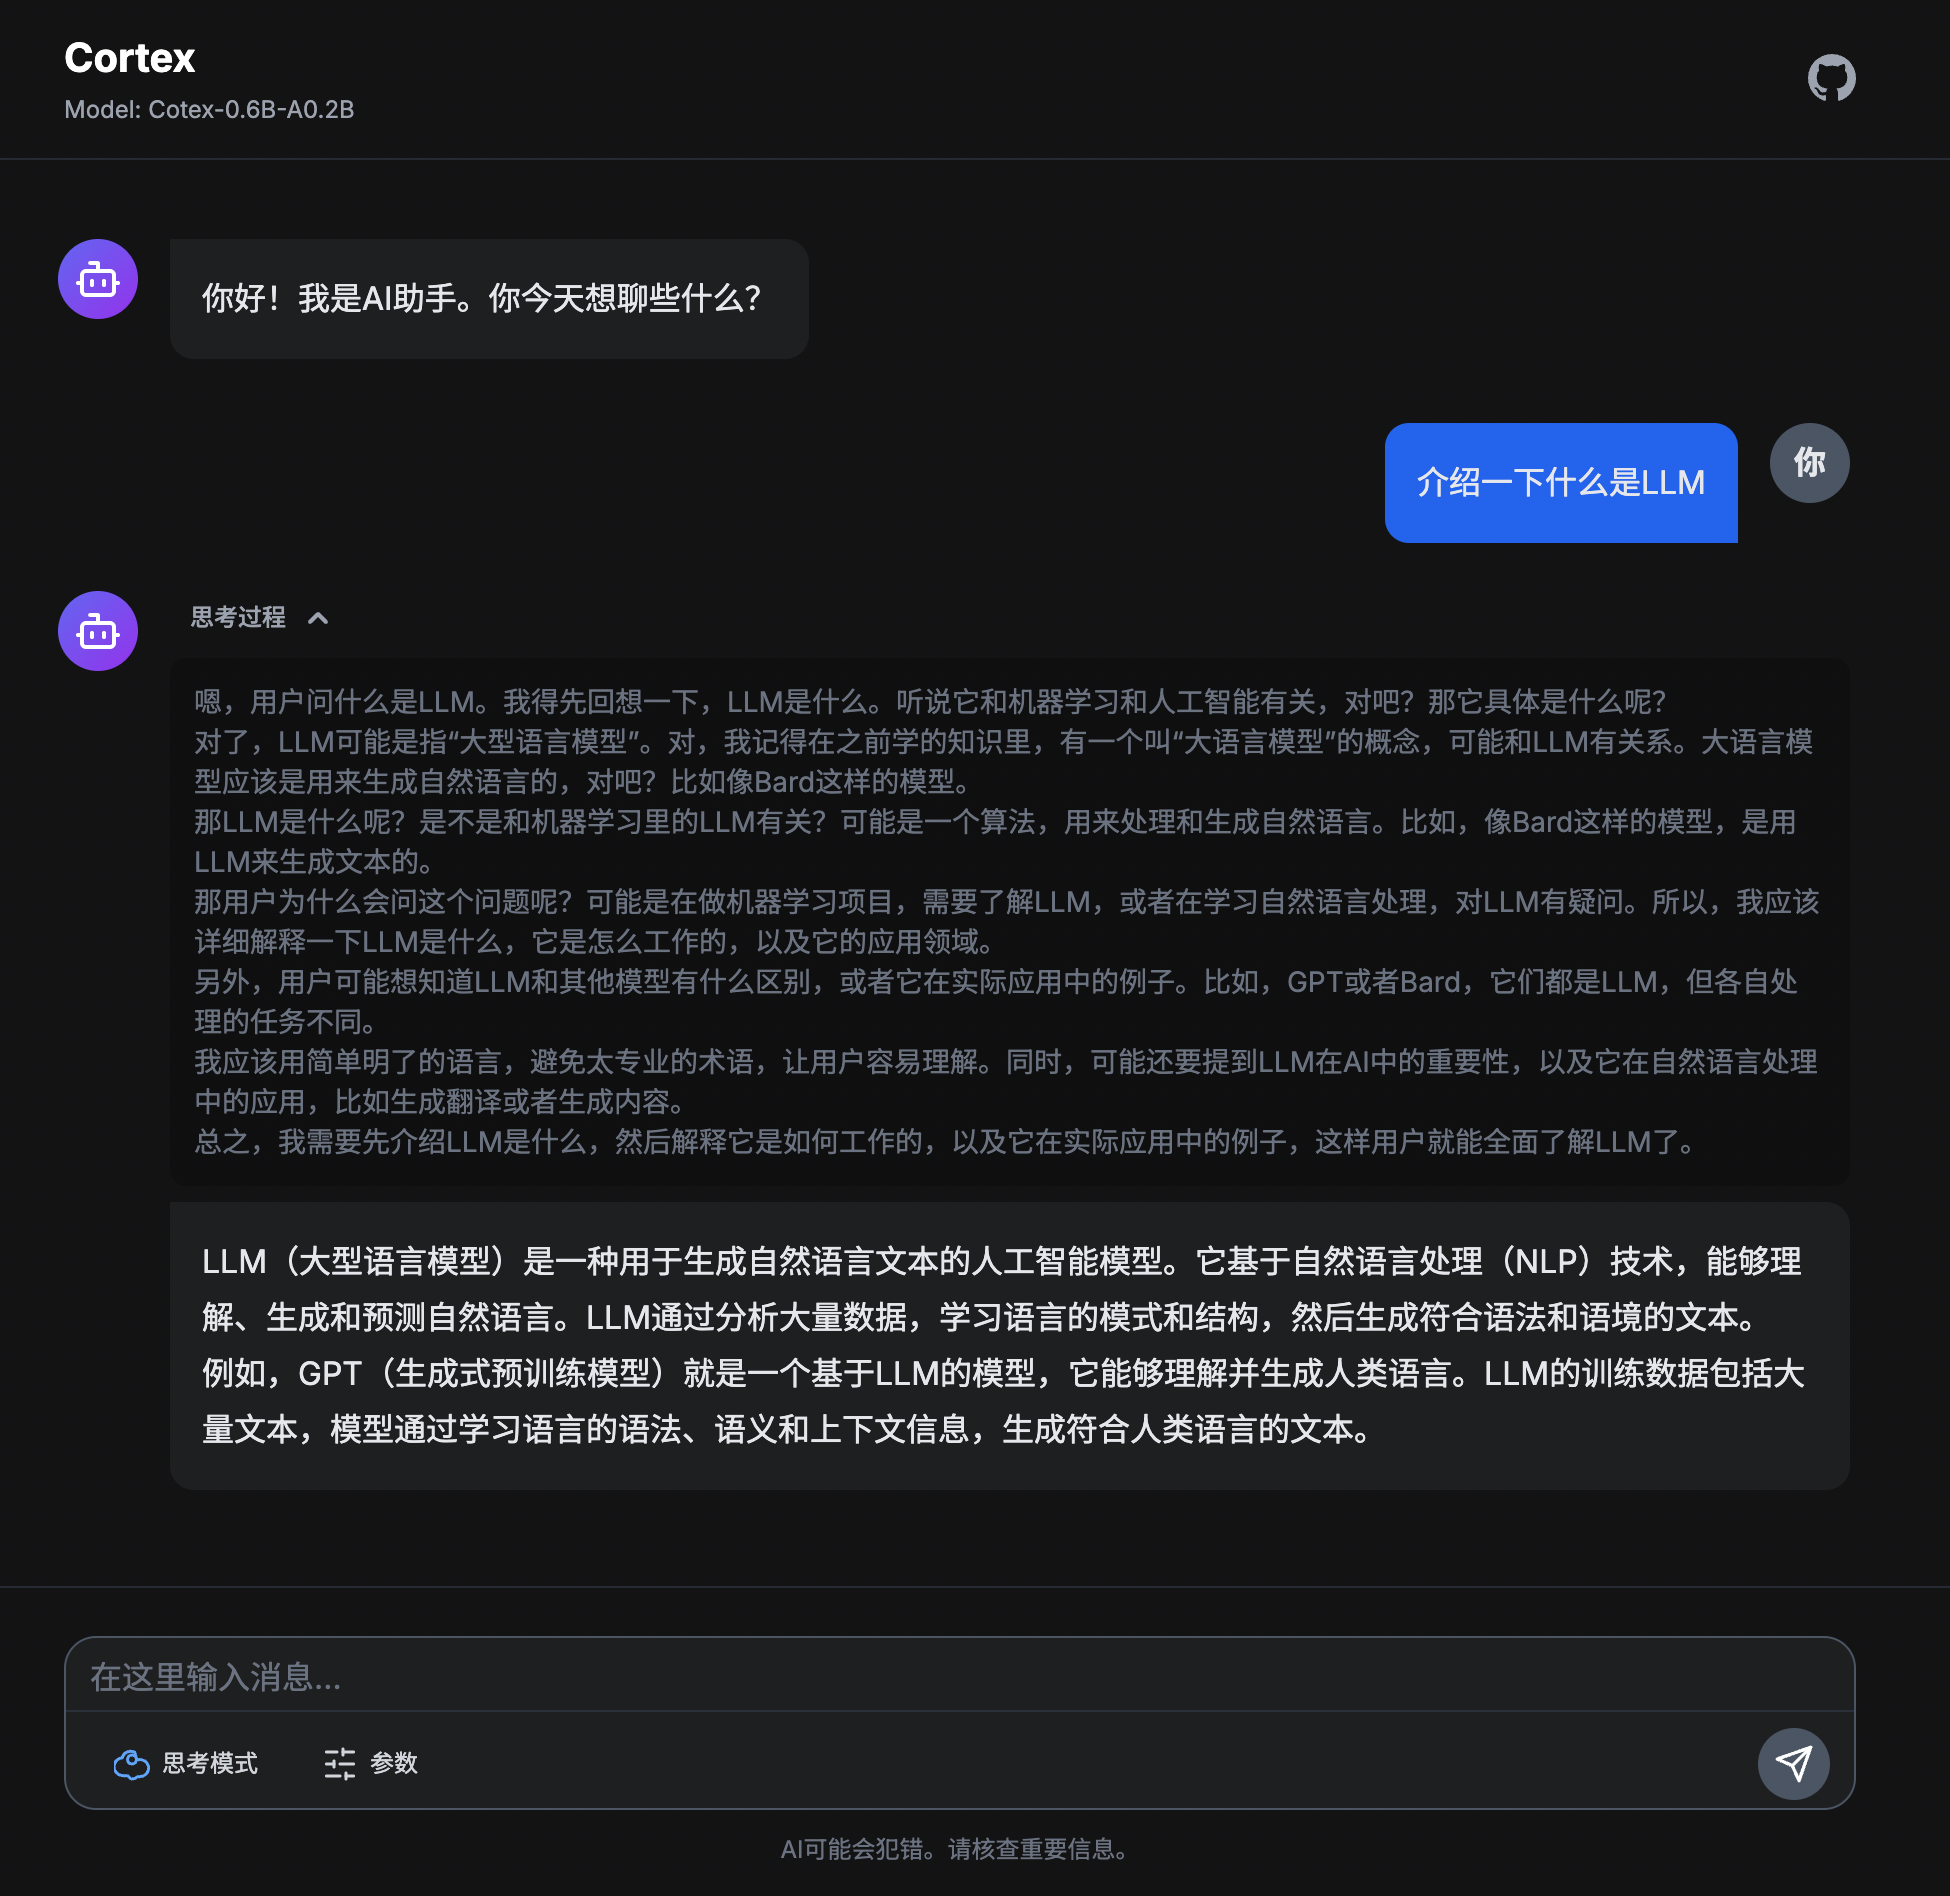 Cortex
Model: Cotex-0.6B-A0.2B
你好！我是AI助手。你今天想聊些什么？
介绍一下什么是LLM
你
思考过程
嗯，用户问什么是LLM。我得先回想一下，LLM是什么。听说它和机器学习和人工智能有关，对吧？那它具体是什么呢？
对了，LLM可能是指“大型语言模型”。对，我记得在之前学的知识里，有一个叫“大语言模型”的概念，可能和LLM有关系。大语言模
型应该是用来生成自然语言的，对吧？比如像Bard这样的模型。
那LLM是什么呢？是不是和机器学习里的LLM有关？可能是一个算法，用来处理和生成自然语言。比如，像Bard这样的模型，是用
LLM来生成文本的。
那用户为什么会问这个问题呢？可能是在做机器学习项目，需要了解LLM，或者在学习自然语言处理，对LLM有疑问。所以，我应该
详细解释一下LLM是什么，它是怎么工作的，以及它的应用领域。
另外，用户可能想知道LLM和其他模型有什么区别，或者它在实际应用中的例子。比如，GPT或者Bard，它们都是LLM，但各自处
理的任务不同。
我应该用简单明了的语言，避免太专业的术语，让用户容易理解。同时，可能还要提到LLM在AI中的重要性，以及它在自然语言处理
中的应用，比如生成翻译或者生成内容。
总之，我需要先介绍LLM是什么，然后解释它是如何工作的，以及它在实际应用中的例子，这样用户就能全面了解LLM了。
LLM（大型语言模型）是一种用于生成自然语言文本的人工智能模型。它基于自然语言处理（NLP）技术，能够理
解、生成和预测自然语言。LLM通过分析大量数据，学习语言的模式和结构，然后生成符合语法和语境的文本。
例如，GPT（生成式预训练模型）就是一个基于LLM的模型，它能够理解并生成人类语言。LLM的训练数据包括大
量文本，模型通过学习语言的语法、语义和上下文信息，生成符合人类语言的文本。
在这里输入消息...
思考模式
参数
AI可能会犯错。请核查重要信息。